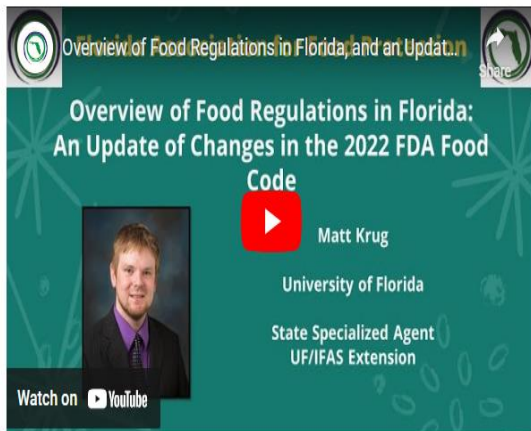 Overview of Food Regulations in Florida, and an Updat...
Share
Overview of Food Regulations in Florida:
An Update of Changes in the 2022 FDA Food
Code
Matt Krug
University of Florida
State Specialized Agent
UF/IFAS Extension
Watch on YouTube